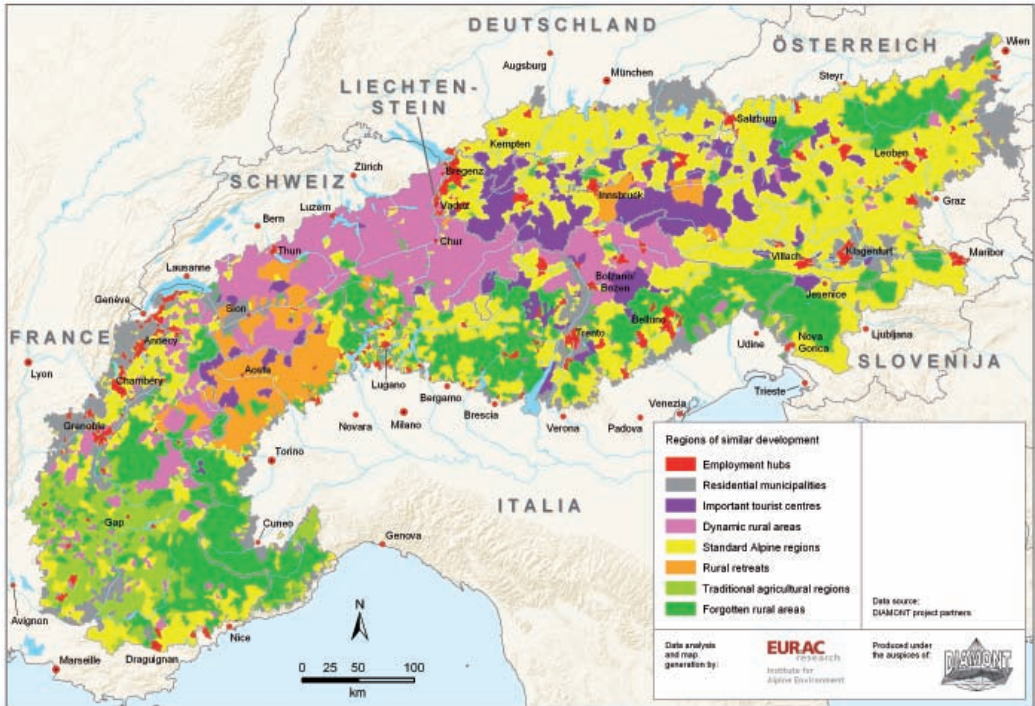 DEUTSCHLAND
ÖSTERREICH
Wien
Augsburg
München
Steyr
LIECHTEN-
STEIN
Salzburg
Kempten
Leoben
Zürich
Bregenz
SCHWEIZ
Innsbruck
Vaduz
Graz
Luzern
Bern
Chur
Thun
Klagenfurt
Maribor
Villach
Lausanne
Bolzano/
Bozen
Jesenice
Genève
Sion
Belluno
Ljubljana
FRANCE
Annecy
Trento
Udine
Nova
Gorica
SLOVENIJA
Aosta
Lyon
Chambéry
Lugano
Trieste
Bergamo
Brescia
Venezia
Grenoble
Novara
Milano
Verona
Padova
Torino
ITALIA
Gap
Cuneo
Genova
Avignon
Nice
Marseille
Draguignan
N
0 25 50 100
km
Regions of similar development
Employment hubs
Residential municipalities
Important tourist centres
Dynamic rural areas
Standard Alpine regions
Rural retreats
Traditional agricultural regions
Forgotten rural areas
Data source:
DIAMONT project partners
Data analysis
and map
generation by:
EURAC
research
Institute for
Alpine Environment
Produced under
the auspices of:
DIAMONT